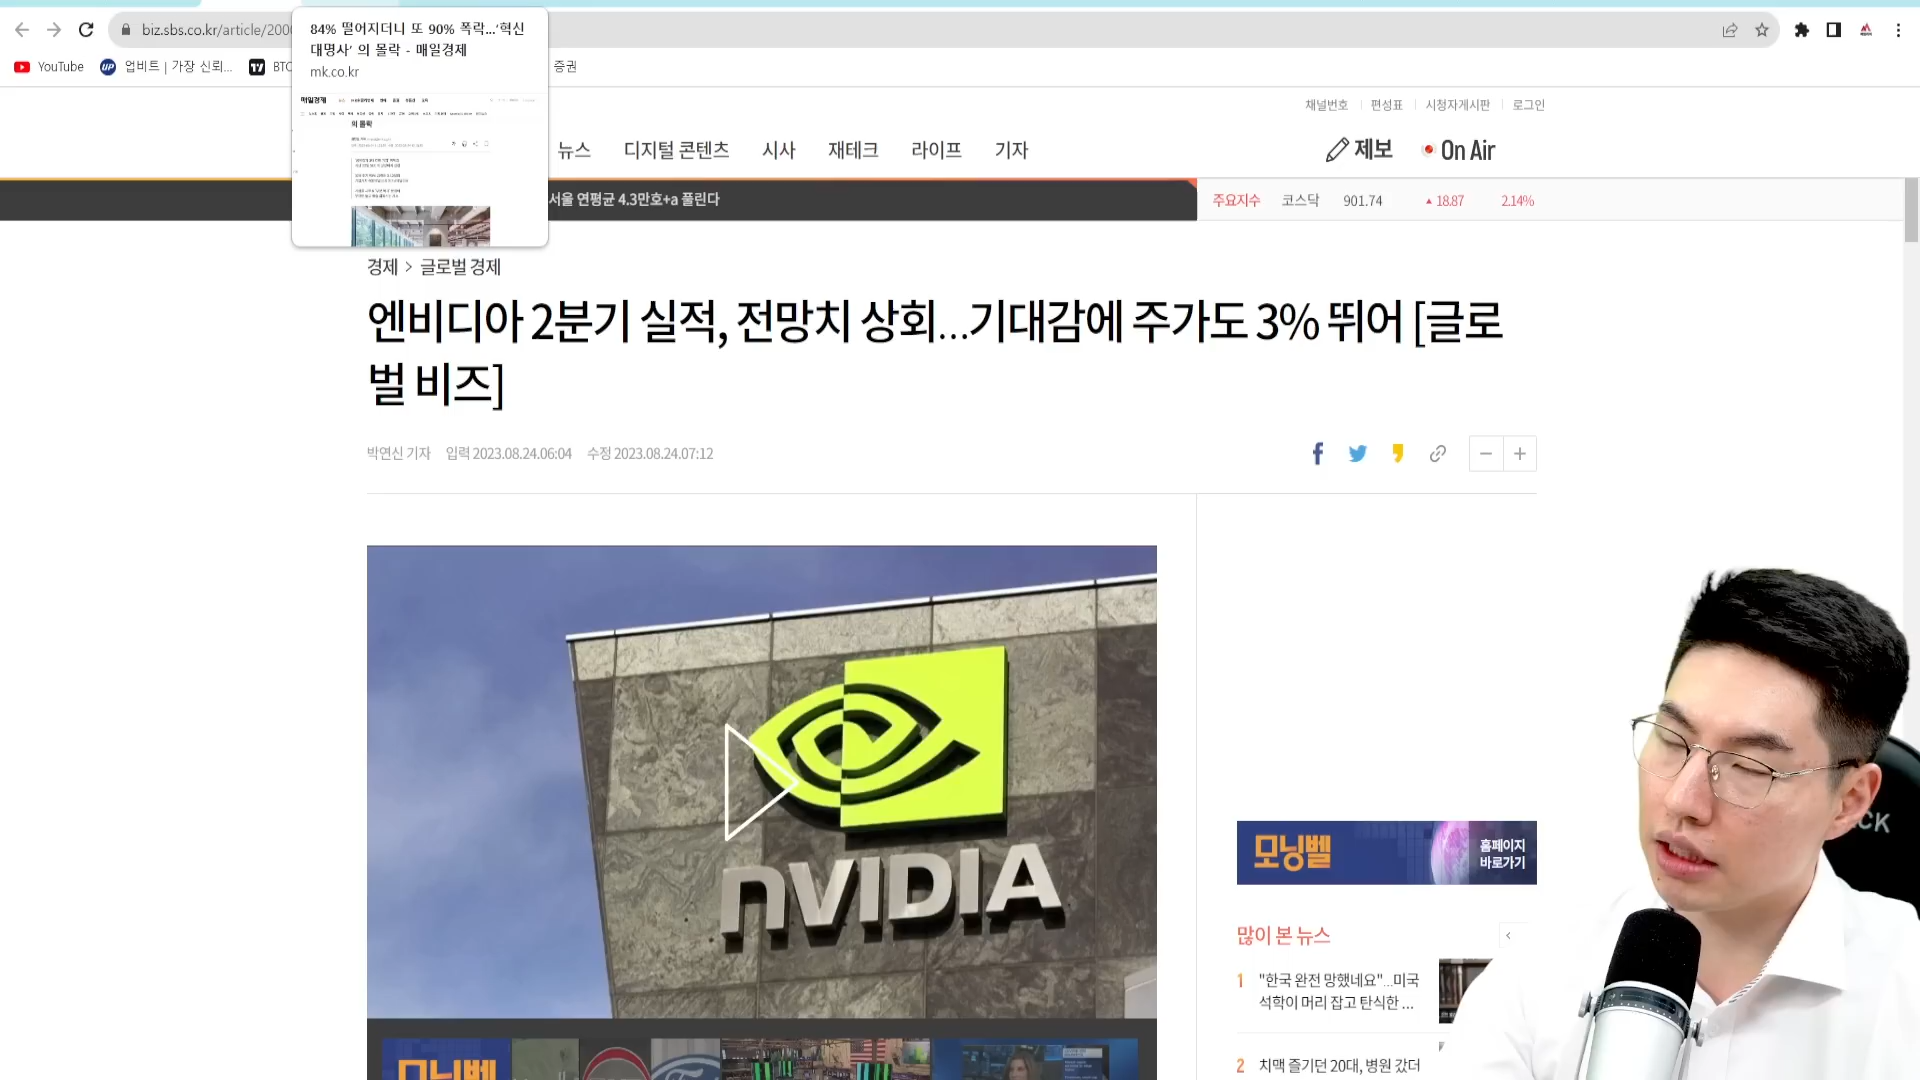 84% 떨어지더니 또 90% 폭락...‘혁신
대명사’ 의 몰락 - 매일경제
mk.co.kr
biz.sbs.co.kr/article/200
YouTube
업비트 | 가장 신뢰...
BTC
증권
매일경제
의 몰락
채널번호
편성표
시청자게시판
로그인
뉴스
디지털 콘텐츠
시사
재테크
라이프
기자
제보
On Air
서울 연평균 4.3만호+a 풀린다
주요지수
코스닥
901.74
▲ 18.87
2.14%
경제 > 글로벌 경제
엔비디아 2분기 실적, 전망치 상회…기대감에 주가도 3% 뛰어 [글로
벌 비즈]
박연신 기자
입력 2023.08.24.06:04
수정 2023.08.24.07:12
NVIDIA
모닝벨
홈페이지
바로가기
많이 본 뉴스
1 "한국 완전 망했네요"…미국
석학이 머리 잡고 탄식한 ...
2 치맥 즐기던 20대, 병원 갔더
모닝벨
CK